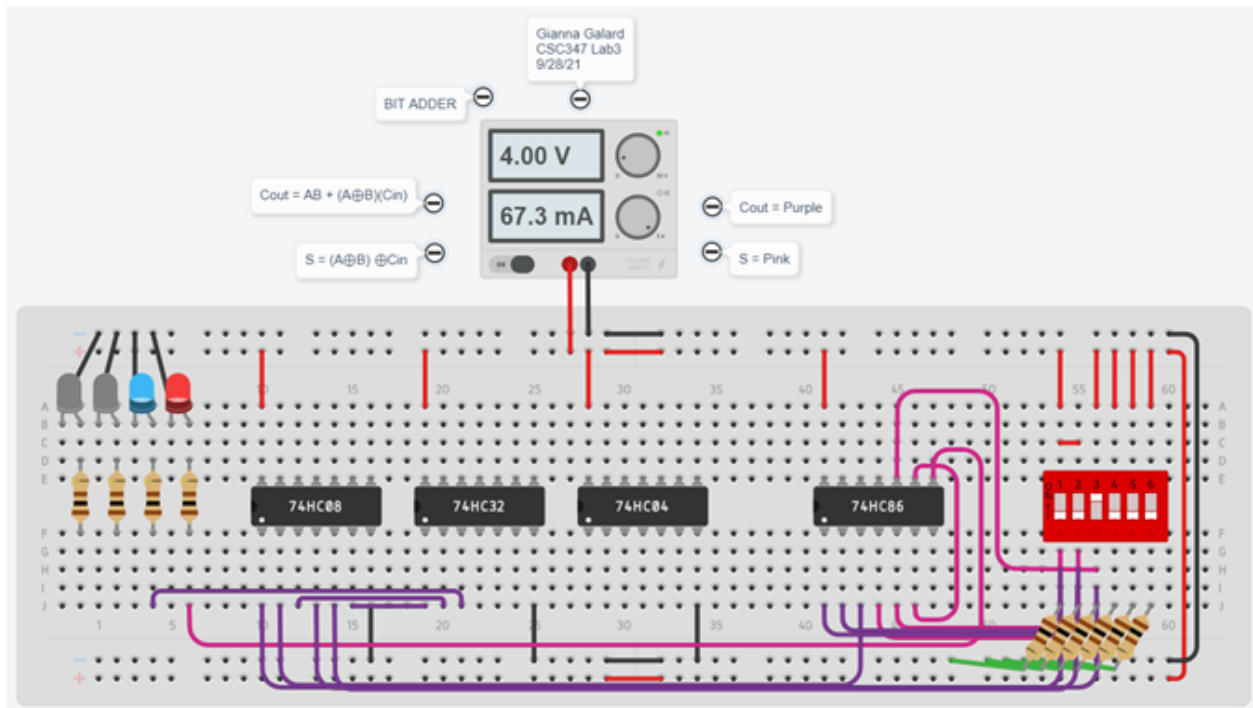 Gianna Galard
CSC347 Lab3
9/28/21
BIT ADDER
4.00 V
Cout = AB + (A⊕B)(Cin)
67.3 mA
Cout = Purple
S = (A⊕B) ⊕Cin
S = Pink
10 15 20 25 30 35 40 45 50 55 60
A A
B B
C C
D D
E E
1 2 3 4 5 6
74HC08 74HC32 74HC04 74HC86
F F
G G
H H
I I
J J
1 5 10 15 20 25 30 35 40 45 50 60